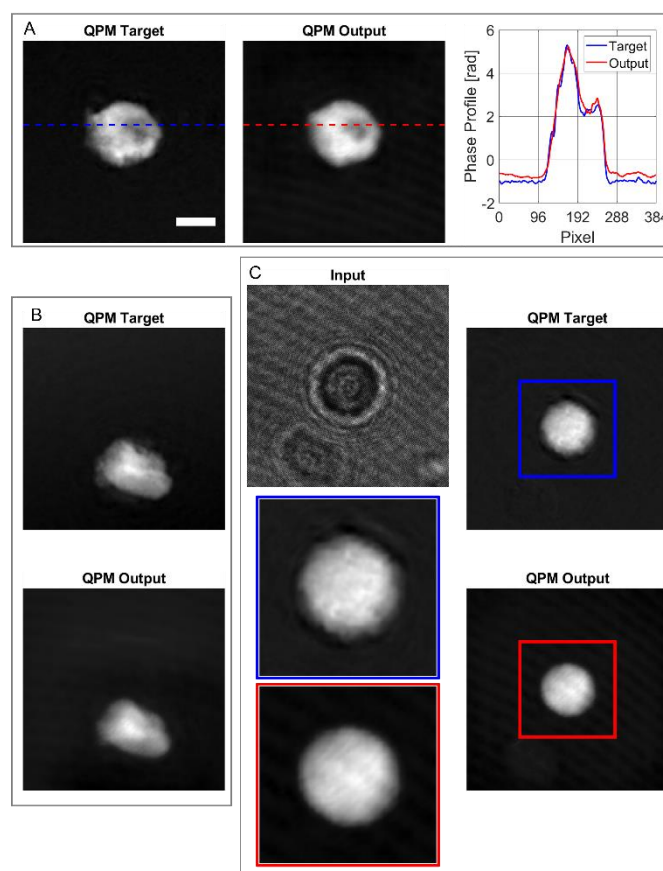 A
QPM Target
QPM Output
Phase Profile [rad]
6
4
2
0
-2
Target
Output
0 96 192 288 384
Pixel
B
QPM Target
QPM Output
C
Input
QPM Target
QPM Output